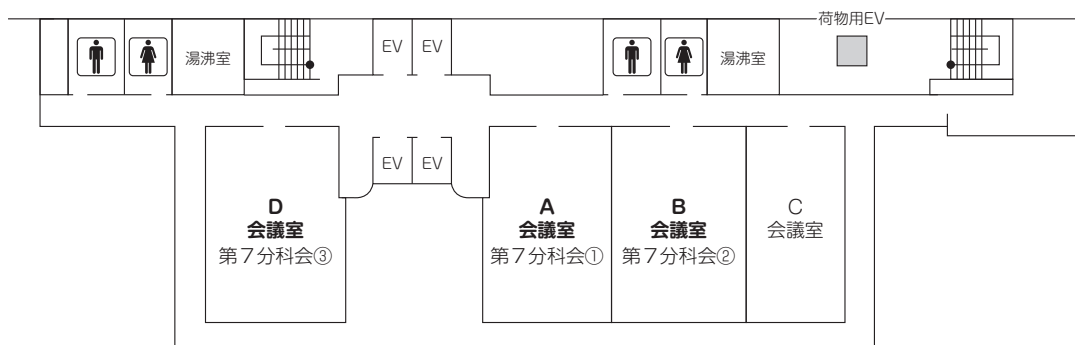 荷物用EV
湯沸室
EV
EV
湯沸室
EV
EV
D
会議室
第7分科会③
A
会議室
第7分科会①
B
会議室
第7分科会②
C
会議室